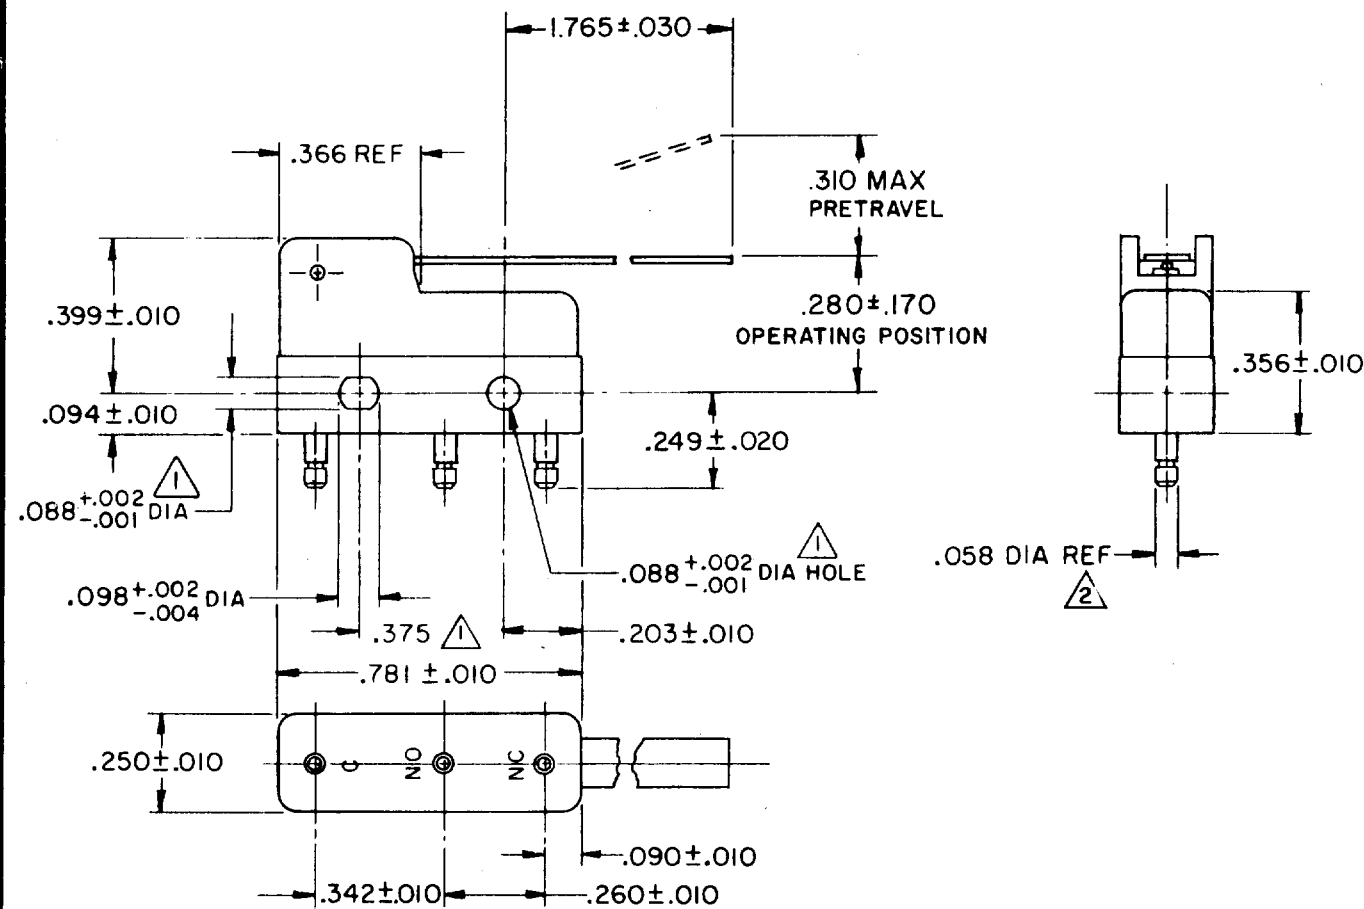 1.765±.030
.366 REF
.310 MAX
PRETRAVEL
.399±.010
.280±.170
OPERATING POSITION
.356±.010
.094±.010
.249±.020
1
.088 +.002 -.001 DIA
1
.088 +.002 -.001 DIA HOLE
.058 DIA REF
2
.098 +.002 -.004 DIA
.375 1
.203±.010
.781 ±.010
.250±.010
C NO NC
.090±.010
.342±.010
.260±.010